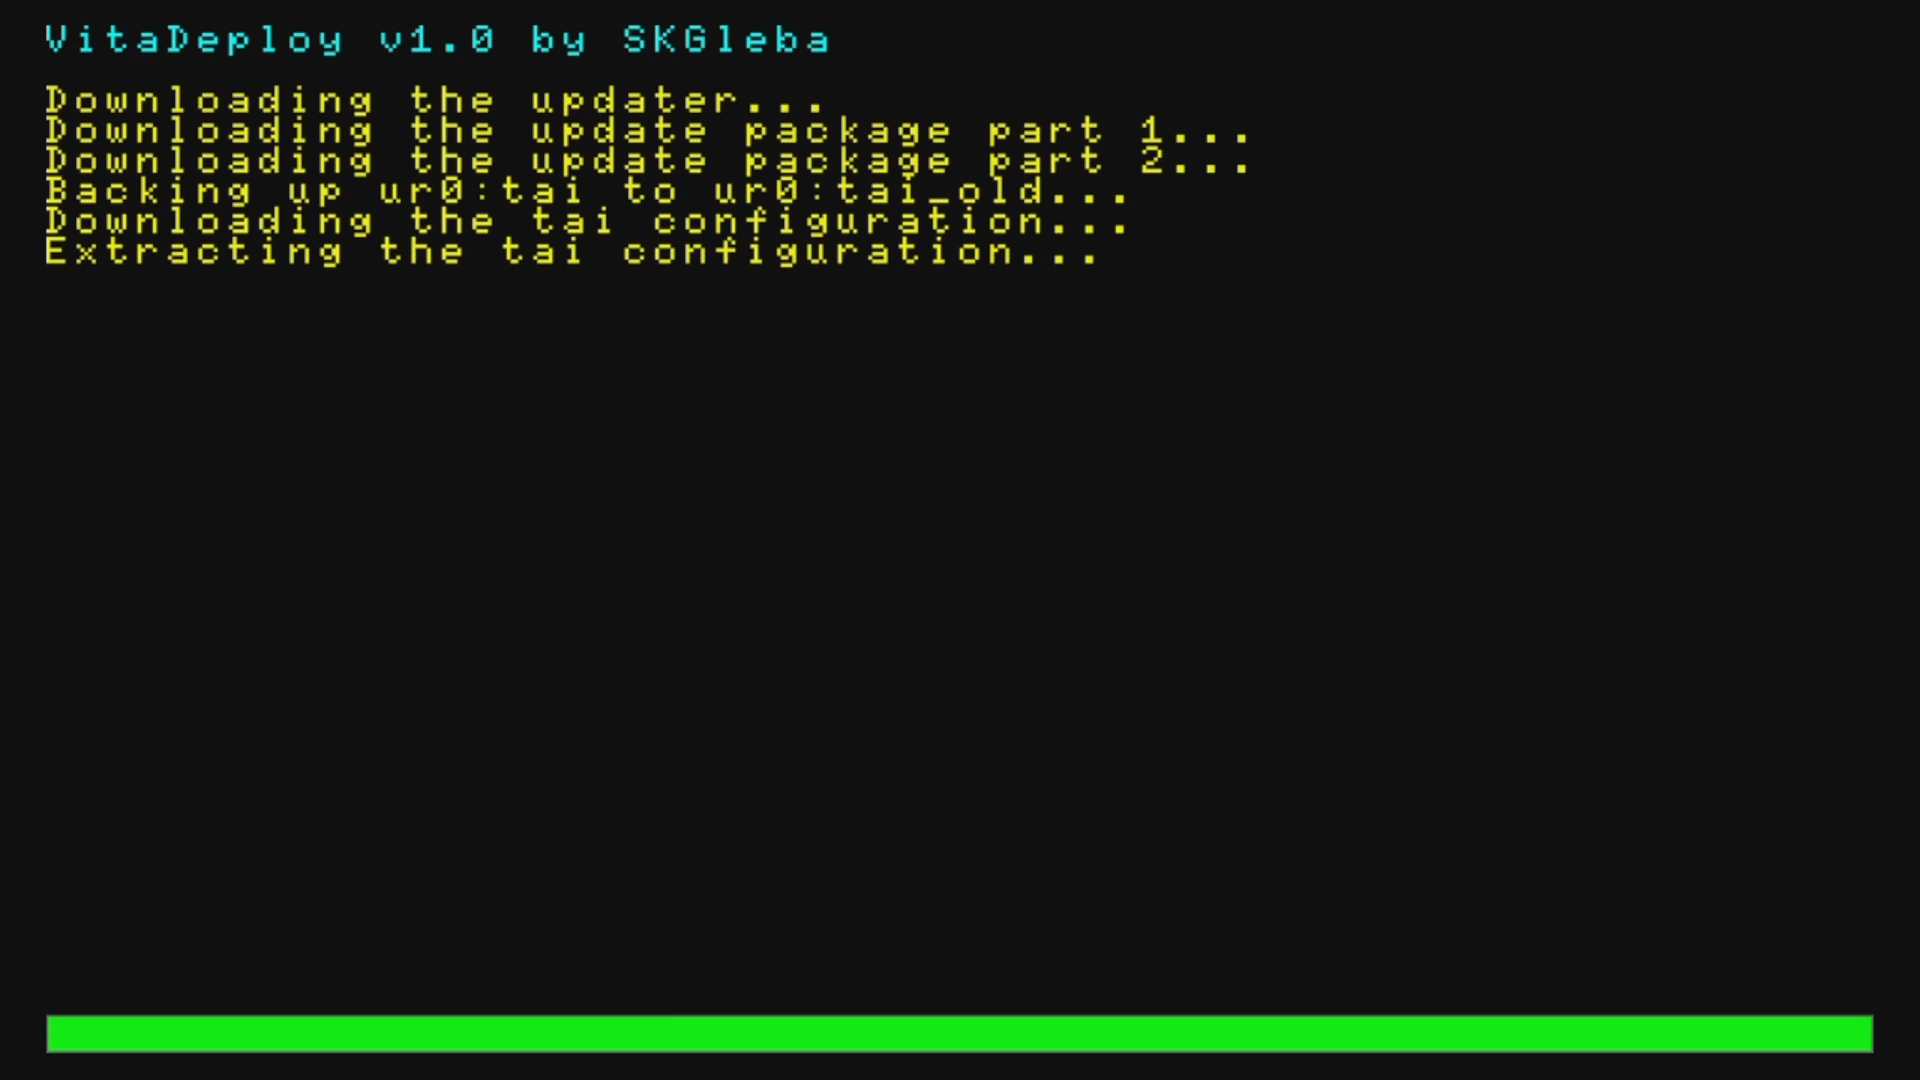 VitaDeploy v1.0 by SKGleba
Downloading the updater...
Downloading the update package part 1...
Downloading the update package part 2...
Backing up ur0:tai to ur0:tai_old...
Downloading the tai configuration...
Extracting the tai configuration...